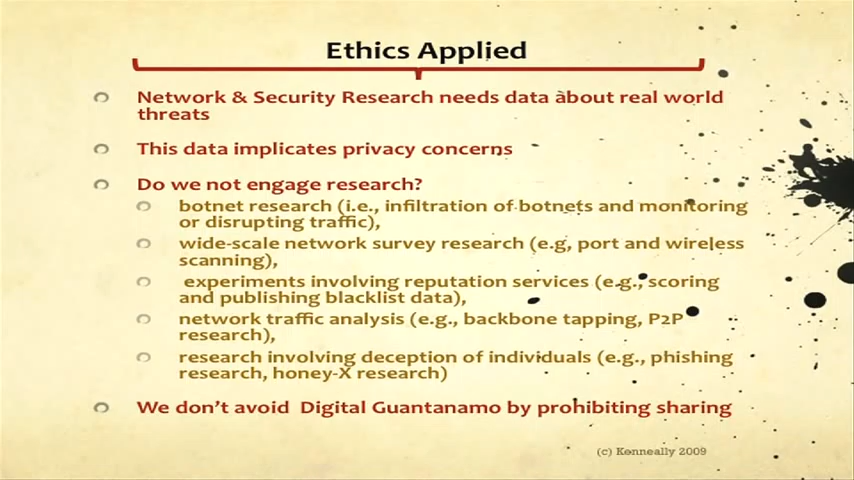 Ethics Applied
Network & Security Research needs data about real world
threats
This data implicates privacy concerns
Do we not engage research?
botnet research (i.e., infiltration of botnets and monitoring
or disrupting traffic),
wide-scale network survey research (e.g, port and wireless
scanning),
experiments involving reputation services (e.g., scoring
and publishing blacklist data),
network traffic analysis (e.g., backbone tapping, P2P
research),
research involving deception of individuals (e.g., phishing
research, honey-X research)
We don't avoid Digital Guantanamo by prohibiting sharing
(c) Kenneally 2009